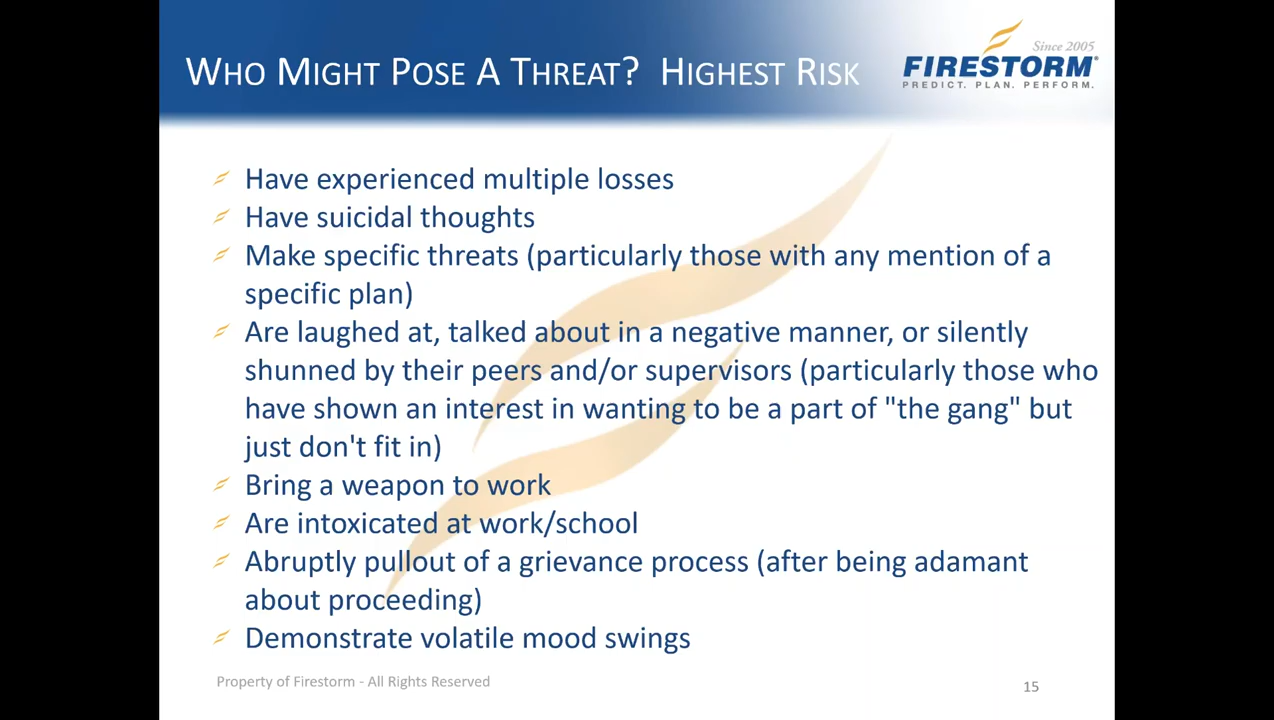 WHO MIGHT POSE A THREAT? HIGHEST RISK
Since 2005
FIRESTORM®
PREDICT. PLAN. PERFORM.
Have experienced multiple losses
Have suicidal thoughts
Make specific threats (particularly those with any mention of a
specific plan)
Are laughed at, talked about in a negative manner, or silently
shunned by their peers and/or supervisors (particularly those who
have shown an interest in wanting to be a part of "the gang" but
just don't fit in)
Bring a weapon to work
Are intoxicated at work/school
Abruptly pullout of a grievance process (after being adamant
about proceeding)
Demonstrate volatile mood swings
Property of Firestorm - All Rights Reserved
15